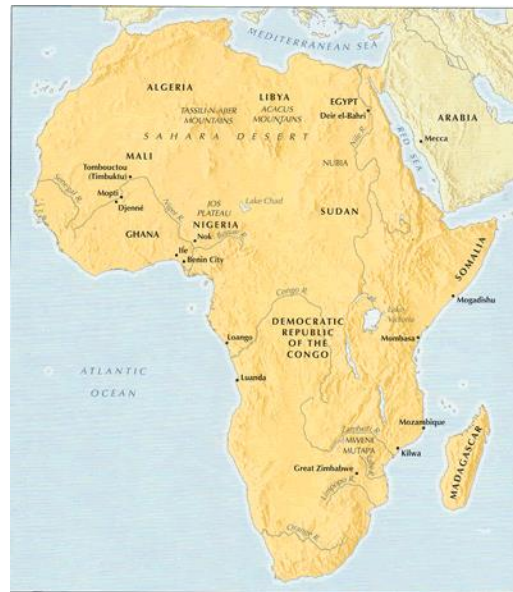 MEDITERRANEAN SEA
ALGERIA
LIBYA
EGYPT
TASSILI-N-AJJER
MOUNTAINS
ACACUS
MOUNTAINS
Deir el-Bahri
ARABIA
SAHARA DESERT
Nile R.
RED SEA
Mecca
MALI
NUBIA
Tombouctou
(Timbuktu)
Senegal R.
Mopti
Djenné
Niger R.
JOS
PLATEAU
Lake Chad
NIGERIA
SUDAN
GHANA
Nok
Benue R.
Ife
Benin City
SOMALIA
Congo R.
Mogadishu
DEMOCRATIC
REPUBLIC
OF THE
CONGO
Lake
Victoria
Loango
Mombasa
ATLANTIC
OCEAN
Luanda
Mozambique
Zambezi R.
MWENE
MUTAPA
Kilwa
MADAGASCAR
Great Zimbabwe
Limpopo R.
Orange R.